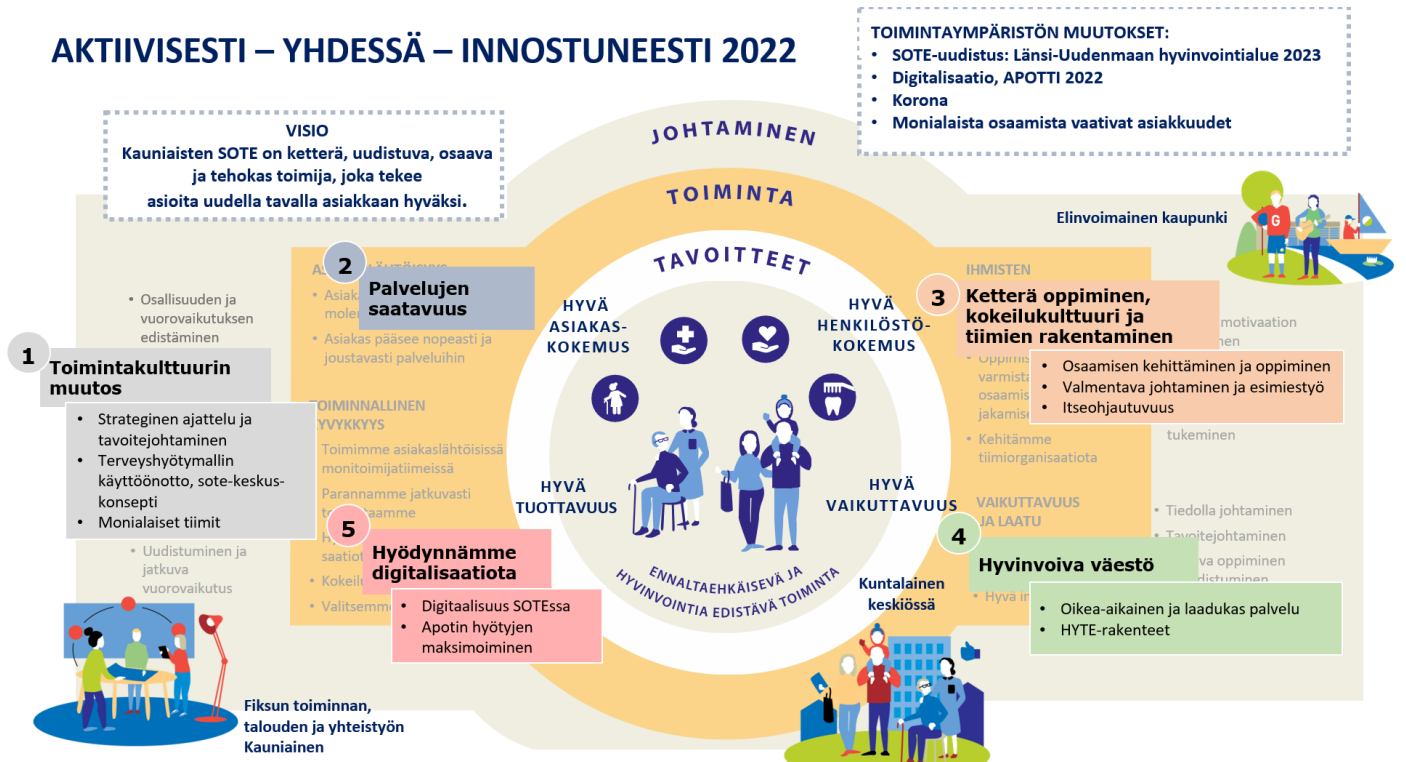 AKTIIVISESTI – YHDESSÄ – INNOSTUNEESTI 2022
TOIMINTAYMPÄRISTÖN MUUTOKSET:
• SOTE-uudistus: Länsi-Uudenmaan hyvinvointialue 2023
• Digitalisaatio, APOTTI 2022
• Korona
• Monialaista osaamista vaativat asiakkuudet
VISIO
Kauniaisten SOTE on ketterä, uudistuva, osaava
ja tehokas toimija, joka tekee
asioita uudella tavalla asiakkaan hyväksi.
JOHTAMINEN
TOIMINTA
TAVOITTEET
HYVÄ
ASIAKAS-
KOKEMUS
HYVÄ
HENKILÖSTÖ-
KOKEMUS
HYVÄ
TUOTTAVUUS
HYVÄ
VAIKUTTAVUUS
ENNALTAEHKÄISEVÄ JA
HYVINVOINTIA EDISTÄVÄ TOIMINTA
Elinvoimainen kaupunki
G
• Osallisuuden ja
vuorovaikutuksen
edistäminen
1
Toimintakulttuurin
muutos
• Strateginen ajattelu ja
tavoitejohtaminen
• Terveyshyötymallin
käyttöönotto, sote-keskus-
konsepti
• Monialaiset tiimit
• Uudistuminen ja
jatkuva
vuorovaikutus
2
Palvelujen
saatavuus
• Asiakas pääsee nopeasti ja
joustavasti palveluihin
TOIMINNALLINEN
Toimimme asiakaslähtöisissä
monitoimijatiimeissä
Parannamme jatkuvasti
5
Hyödynnämme
digitalisaatiota
• Digitaalisuus SOTEssa
• Apotin hyötyjen
maksimoiminen
IHMISTEN
3
Ketterä oppiminen,
kokeilukulttuuri ja
tiimien rakentaminen
motivaation
• Osaamisen kehittäminen ja oppiminen
• Valmentava johtaminen ja esimiestyö
• Itseohjautuvuus
tukeminen
• Kehitämme
tiimiorganisaatiota
VAIKUTTAVUUS
JA LAATU
• Tiedolla johtaminen
Tavoitejohtaminen
oppiminen
4
Hyvinvoiva väestö
• Hyvä
• Oikea-aikainen ja laadukas palvelu
• HYTE-rakenteet
Kuntalainen
keskiössä
Fiksun toiminnan,
talouden ja yhteistyön
Kauniainen